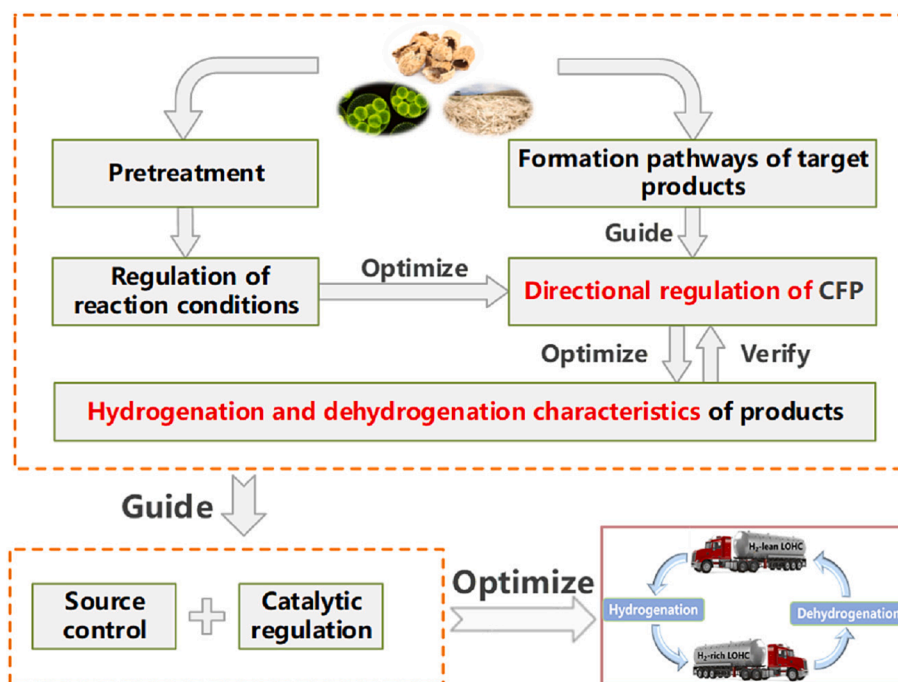 Pretreatment
Formation pathways of target
products
Guide
Regulation of
reaction conditions
Optimize
Directional regulation of CFP
Optimize
Verify
Hydrogenation and dehydrogenation characteristics of products
Guide
Source
control
Catalytic
regulation
Optimize
H₂-lean LOHC
Hydrogenation
Dehydrogenation
H₂-rich LOHC